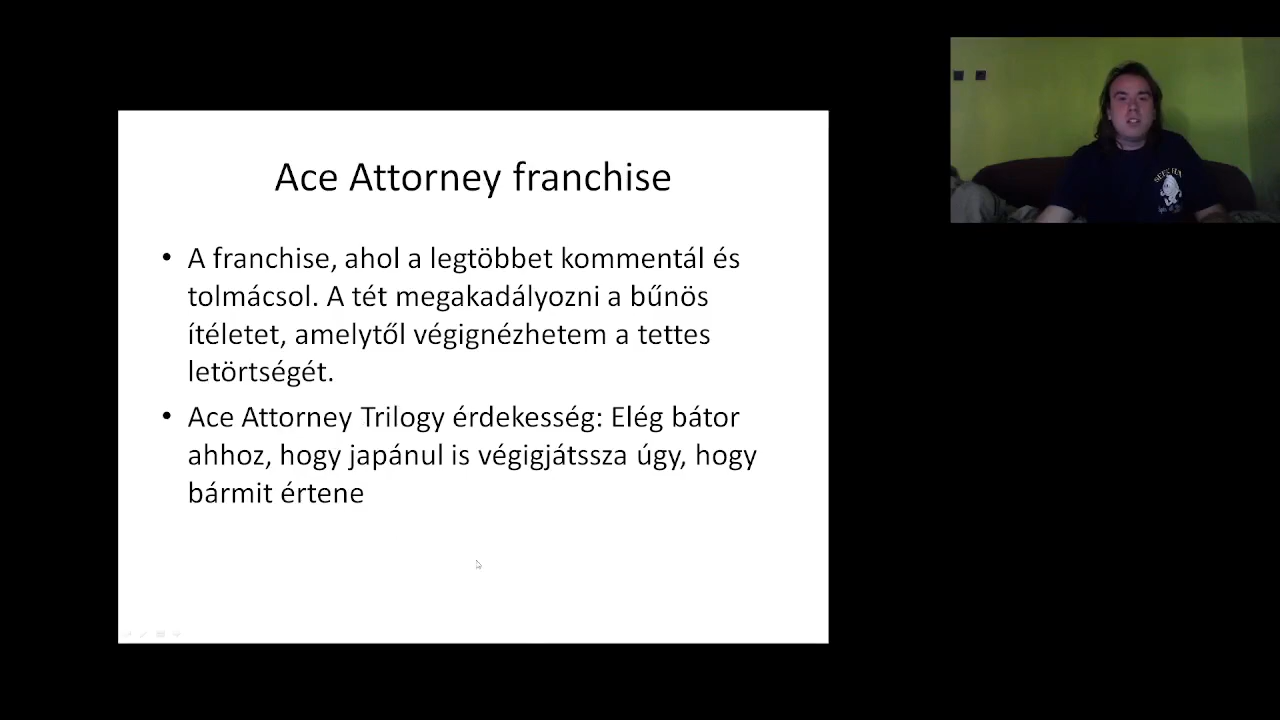 Ace Attorney franchise
• A franchise, ahol a legtöbbet kommentál és
tolmácsol. A tét megakadályozni a bűnös
ítéletet, amelytől végignézhetem a tettes
letörtségét.
• Ace Attorney Trilogy érdekesség: Elég bátor
ahhoz, hogy japánul is végigjátssza úgy, hogy
bármit értene